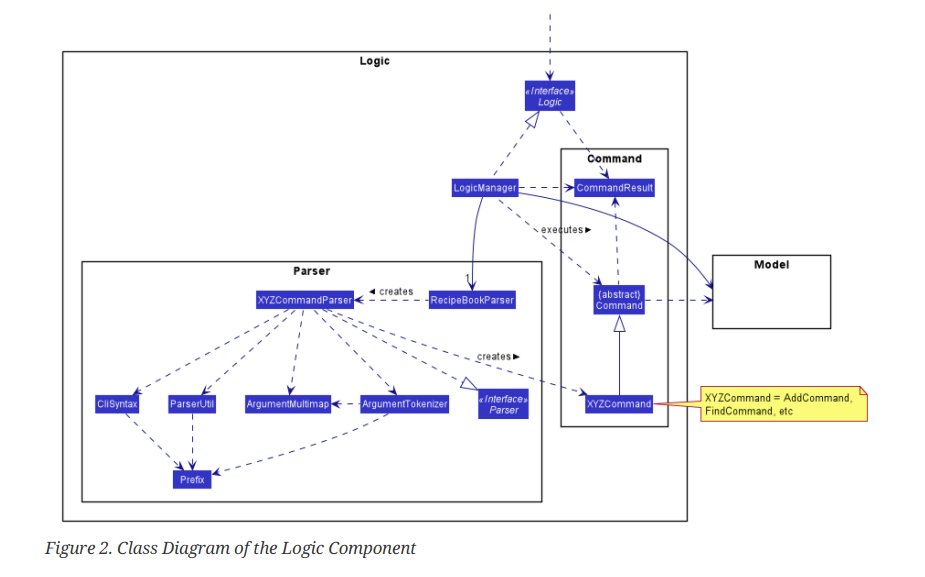 Logic
«Interface»
Logic
Command
LogicManager
CommandResult
executes
Model
Parser
{abstract}
Command
1
XYZCommandParser
creates
RecipeBookParser
creates
CliSyntax
ParserUtil
ArgumentMultimap
ArgumentTokenizer
«Interface»
Parser
XYZCommand
XYZCommand = AddCommand,
FindCommand, etc
Prefix
Figure 2. Class Diagram of the Logic Component